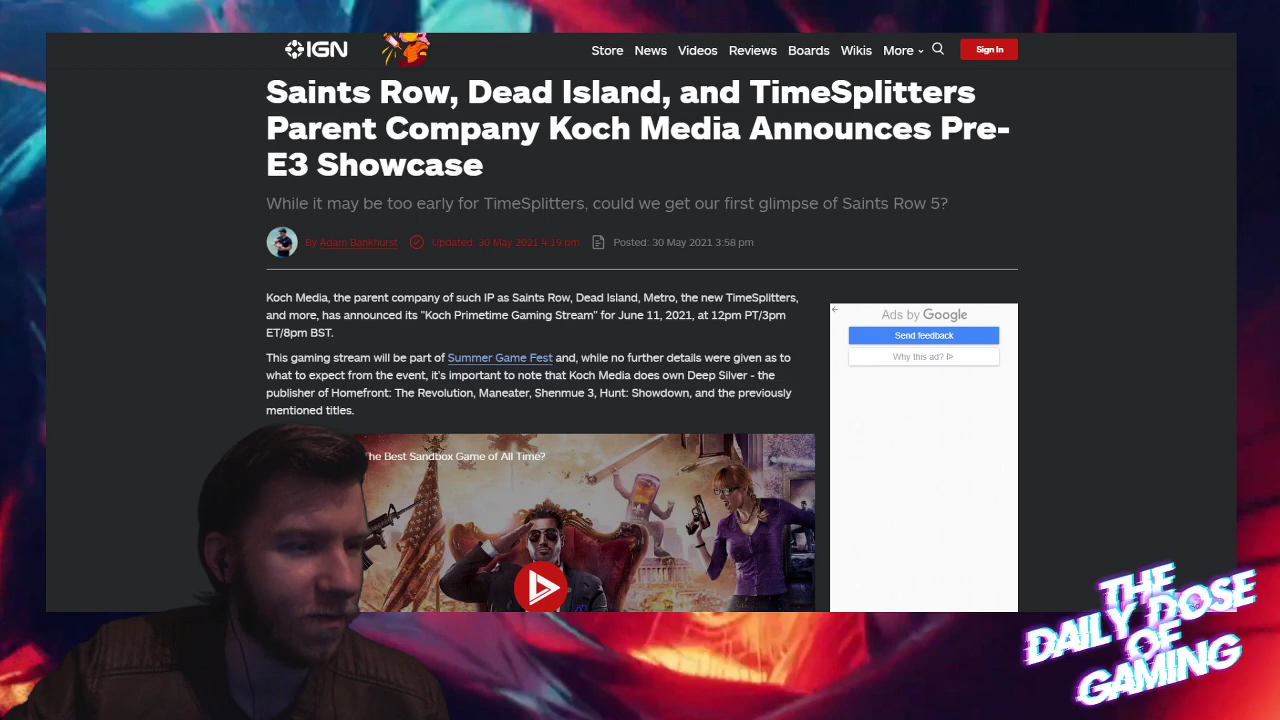 IGN
Store News Videos Reviews Boards Wikis More Sign In
Saints Row, Dead Island, and TimeSplitters
Parent Company Koch Media Announces Pre-
E3 Showcase
While it may be too early for TimeSplitters, could we get our first glimpse of Saints Row 5?
By Adam Bankhurst Updated: 30 May 2021 4:19 pm Posted: 30 May 2021 3:58 pm
Koch Media, the parent company of such IP as Saints Row, Dead Island, Metro, the new TimeSplitters,
and more, has announced its "Koch Primetime Gaming Stream" for June 11, 2021, at 12pm PT/3pm
ET/8pm BST.
This gaming stream will be part of Summer Game Fest and, while no further details were given as to
what to expect from the event, it's important to note that Koch Media does own Deep Silver - the
publisher of Homefront: The Revolution, Maneater, Shenmue 3, Hunt: Showdown, and the previously
mentioned titles.
he Best Sandbox Game of All Time?
Ads by Google
Send feedback
Why this ad?
THE
DAILY DOSE
OF
GAMING